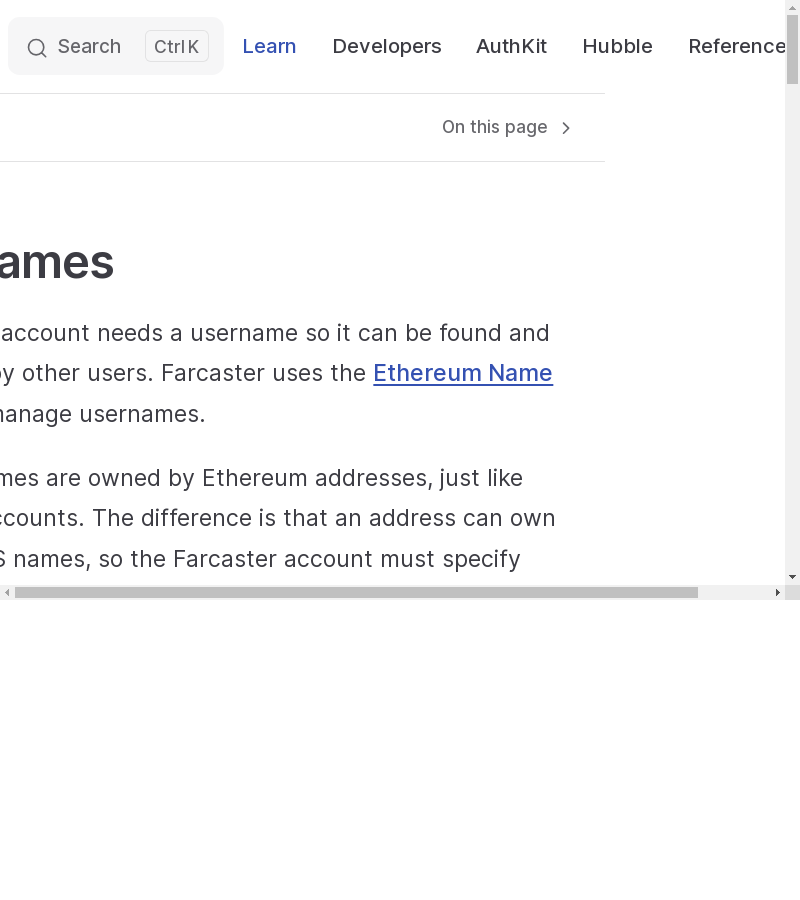 Search Ctrl K Learn Developers AuthKit Hubble Reference
On this page
ames
account needs a username so it can be found and
by other users. Farcaster uses the Ethereum Name
manage usernames.
mes are owned by Ethereum addresses, just like
ccounts. The difference is that an address can own
S names, so the Farcaster account must specify